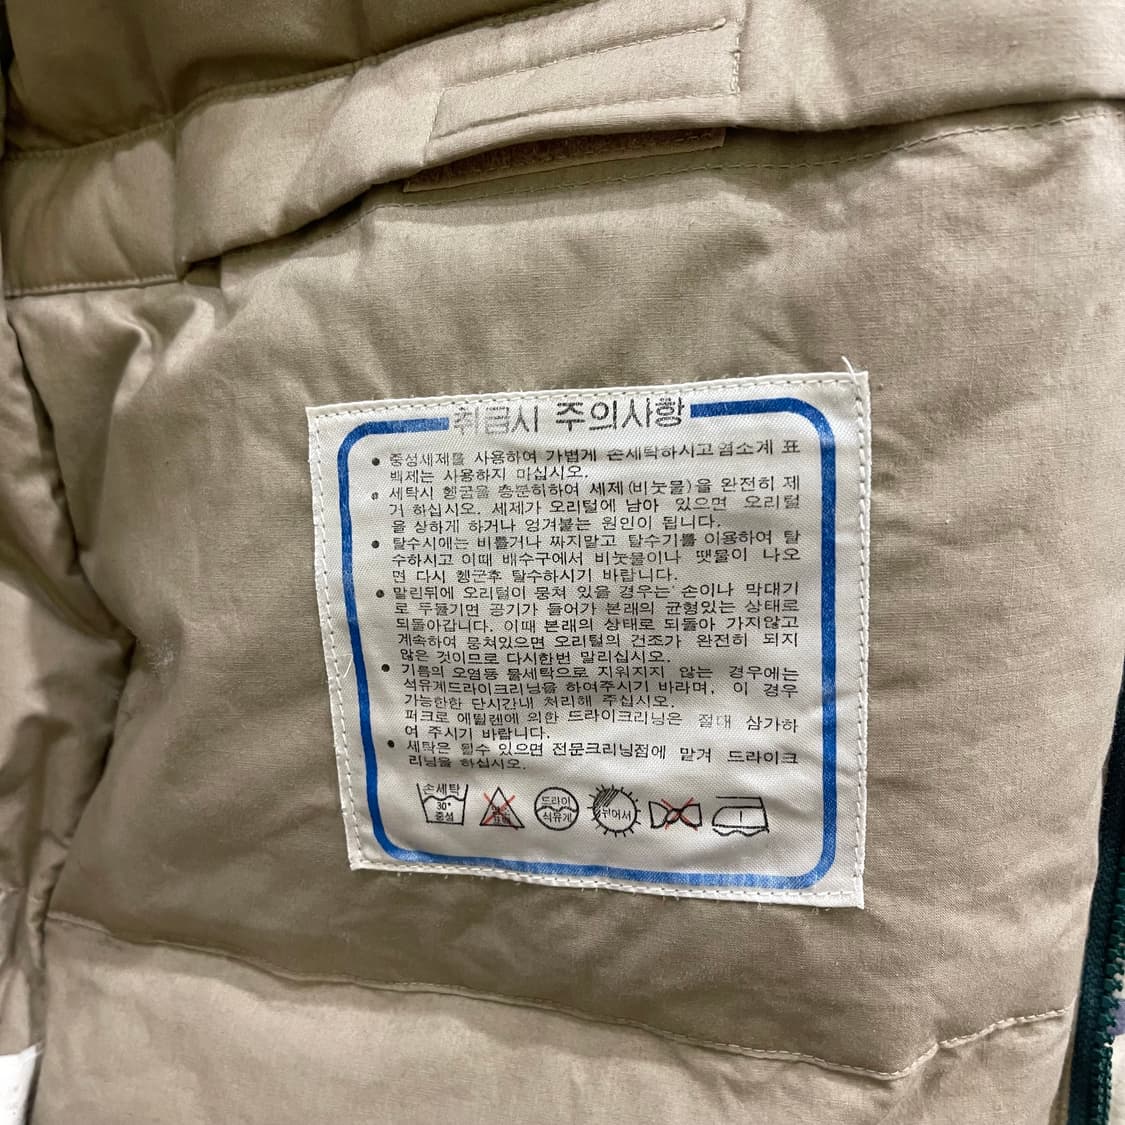 취급시 주의사항
• 중성세제를 사용하여 가볍게 손세탁하시고 염소계 표
백제는 사용하지 마십시오.
• 세탁시 헹굼을 충분히하여 세제(비눗물)을 완전히 제
거 하십시오. 세제가 오리털에 남아 있으면 오리털
을 상하게 하거나 엉겨붙는 원인이 됩니다.
• 탈수시에는 비틀거나 짜지말고 탈수기를 이용하여 탈
수하시고 이때 배수구에서 비눗물이나 땟물이 나오
면 다시 헹군후 탈수하시기 바랍니다.
• 말린뒤에 오리털이 뭉쳐 있을 경우는 손이나 막대기
로 두들기면 공기가 들어가 본래의 균형있는 상태로
되돌아갑니다. 이때 본래의 상태로 되돌아 가지않고
계속하여 뭉쳐있으면 오리털의 건조가 완전히 되지
않은 것이므로 다시한번 말리십시오.
• 기름의 오염등 물세탁으로 지워지지 않는 경우에는
석유계드라이크리닝을 하여주시기 바라며, 이 경우
가능한한 단시간내 처리해 주십시오.
퍼크로 에틸렌에 의한 드라이크리닝은 절대 삼가하
여 주시기 바랍니다.
• 세탁은 될수 있으면 전문크리닝점에 맡겨 드라이크
리닝을 하십시오.
손세탁
30°
중성
드라이
석유계
뉘어서